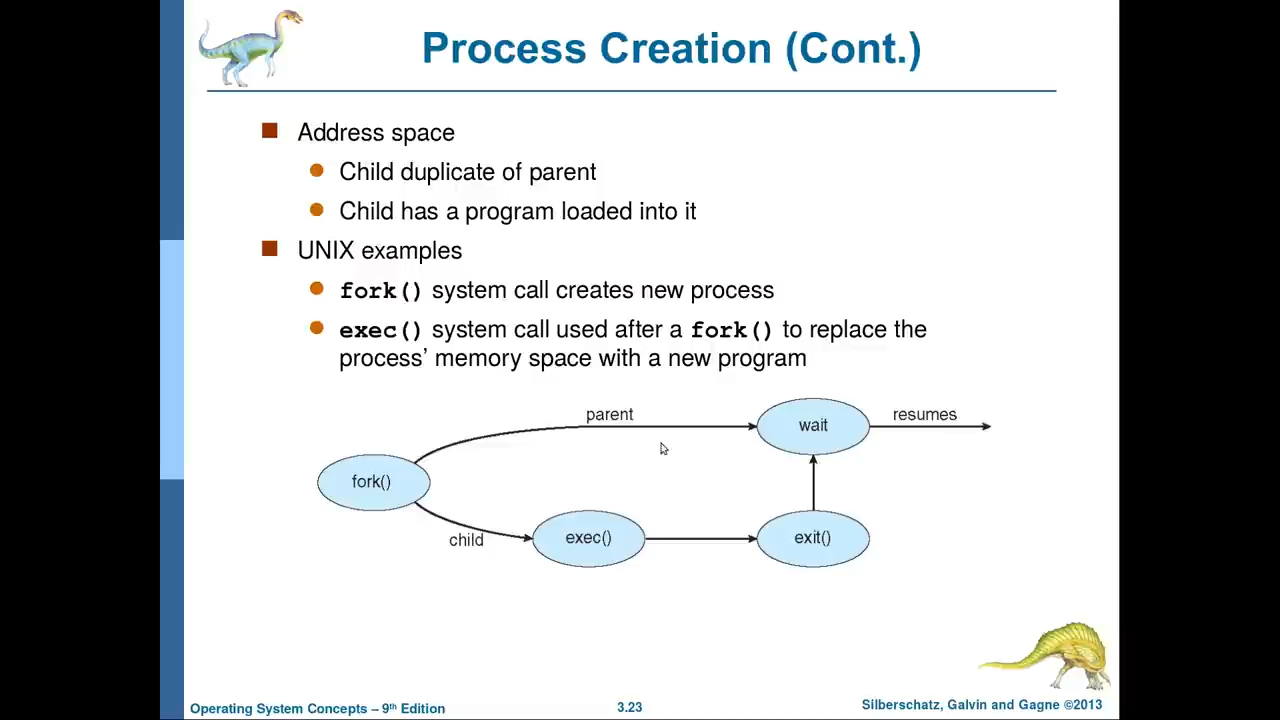 Process Creation (Cont.)
Address space
Child duplicate of parent
Child has a program loaded into it
UNIX examples
fork() system call creates new process
exec() system call used after a fork() to replace the
process’ memory space with a new program
parent
wait
resumes
fork()
child
exec()
exit()
Operating System Concepts – 9th Edition
3.23
Silberschatz, Galvin and Gagne ©2013